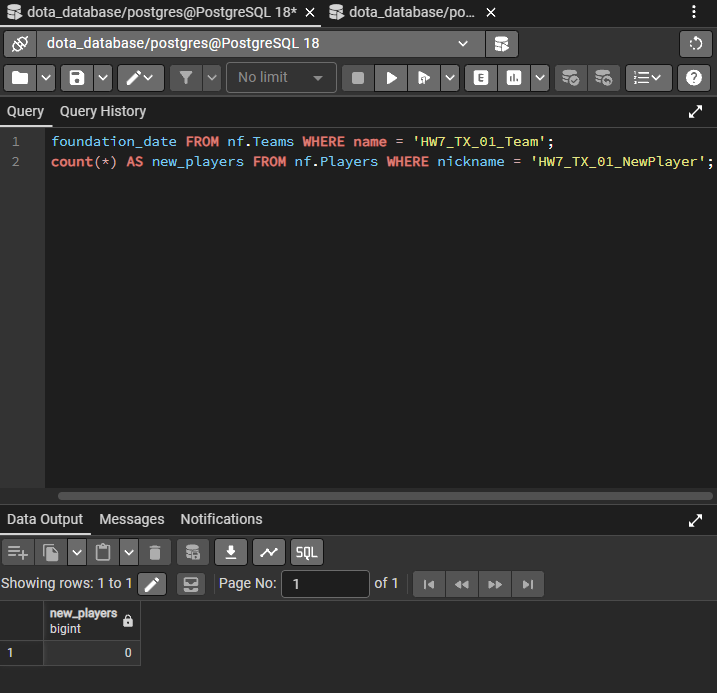 dota_database/postgres@PostgreSQL 18* dota_database/po...
dota_database/postgres@PostgreSQL 18
No limit
E
Query Query History
1 foundation_date FROM nf.Teams WHERE name = 'HW7_TX_01_Team';
2 count(*) AS new_players FROM nf.Players WHERE nickname = 'HW7_TX_01_NewPlayer';
Data Output Messages Notifications
SQL
Showing rows: 1 to 1 Page No: 1 of 1
new_players
bigint
1 0